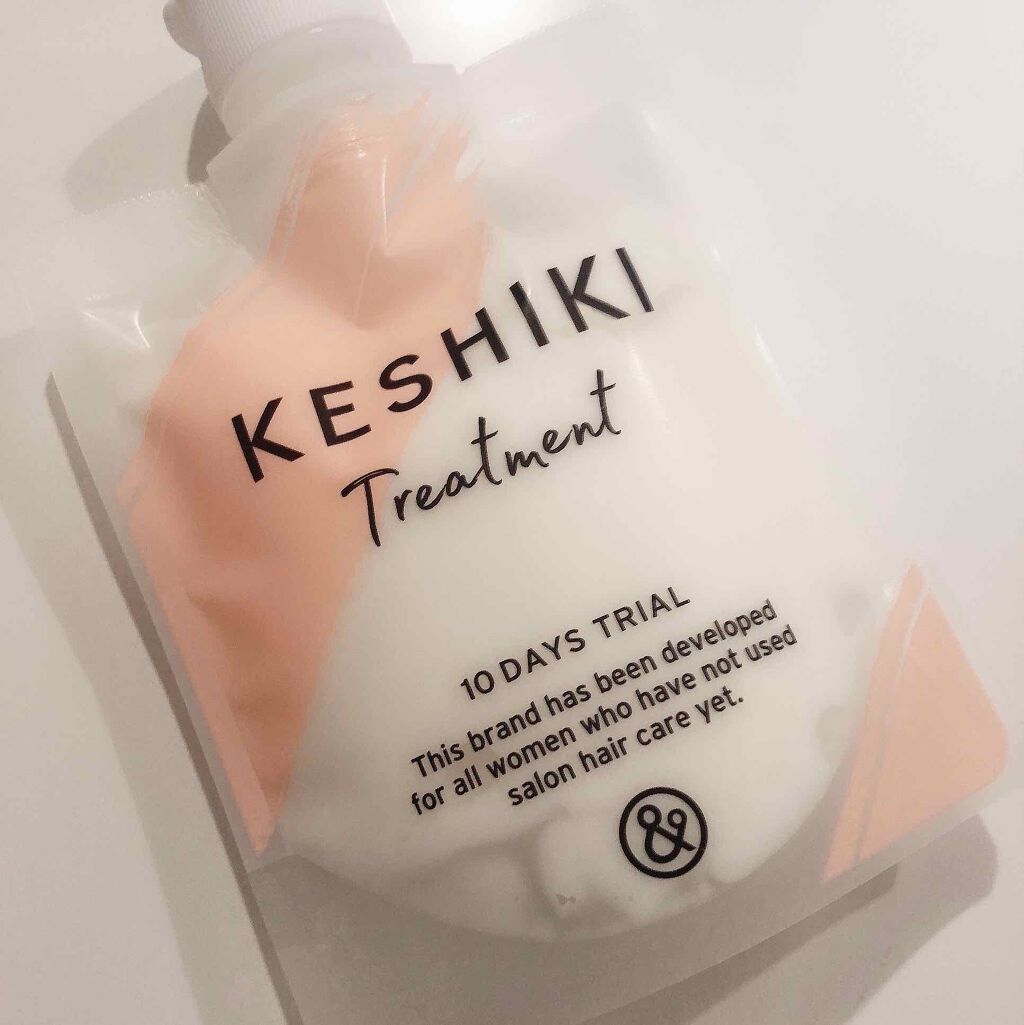 KESHIKI
Treatment
10 DAYS TRIAL
This brand has been developed
for all women who have not used
salon hair care yet.
&